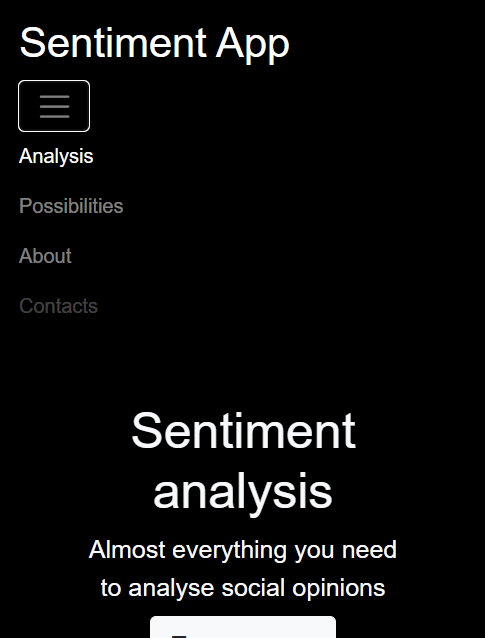 Sentiment App
Analysis
Possibilities
About
Contacts
Sentiment
analysis
Almost everything you need
to analyse social opinions